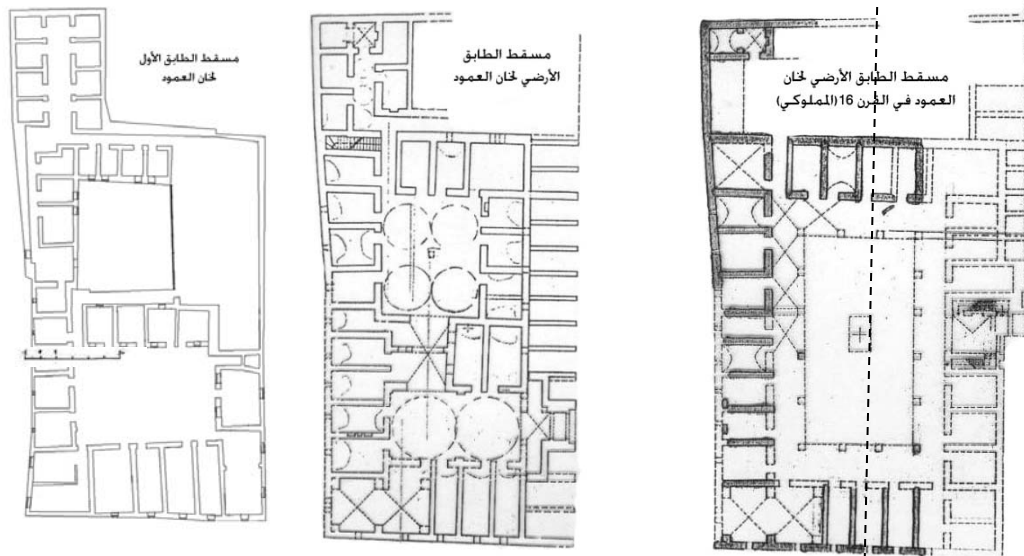 مسقط الطابق الأول
لخان العمود
مسقط الطابق
الأرضي لخان العمود
مسقط الطابق الأرضي لخان
العمود في القرن 16(المملوكي)